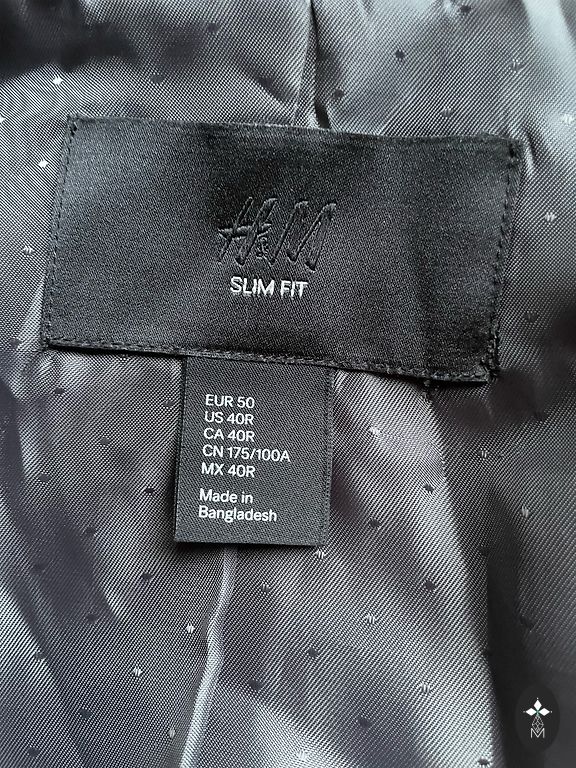 H&M
SLIM FIT
EUR 50
US 40R
CA 40R
CN 175/100A
MX 40R
Made in
Bangladesh
M